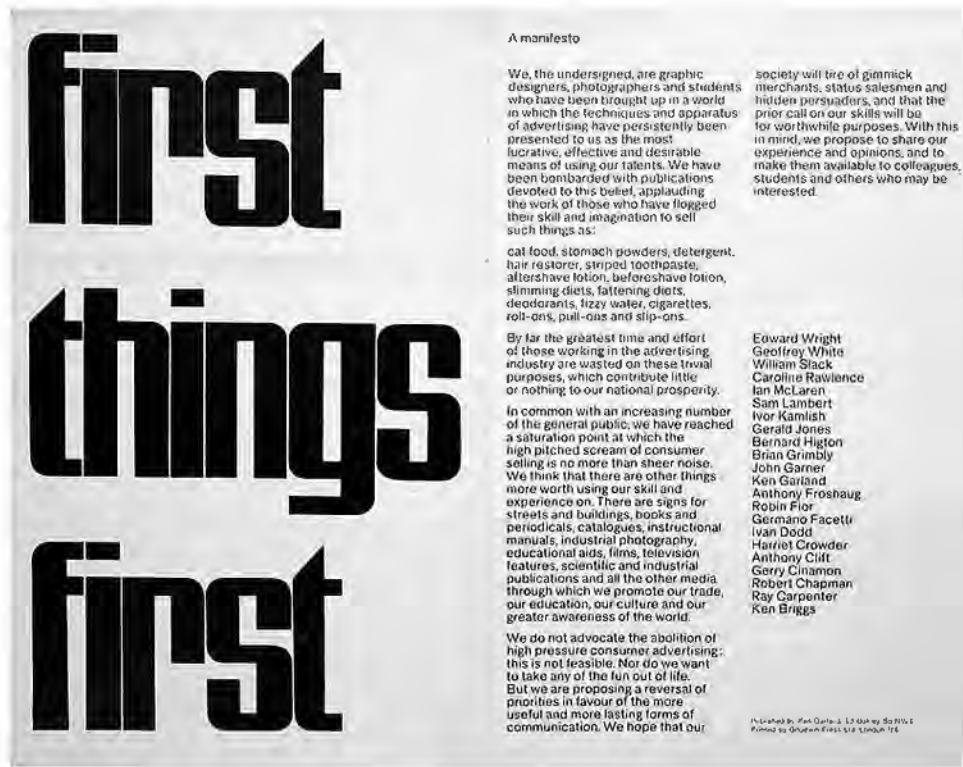 first
things
first
A manifesto
We, the undersigned, are graphic
designers, photographers and students
who have been brought up in a world
in which the techniques and apparatus
of advertising have persistently been
presented to us as the most
lucrative, effective and desirable
means of using our talents. We have
been bombarded with publications
devoted to this belief, applauding
the work of those who have flogged
their skill and imagination to sell
such things as:
cat food, stomach powders, detergent,
hair restorer, striped toothpaste,
aftershave lotion, beforeshave lotion,
slimming diets, fattening diets,
deodorants, fizzy water, cigarettes,
roll-ons, pull-ons and slip-ons.
By far the greatest time and effort
of those working in the advertising
industry are wasted on these trivial
purposes, which contribute little
or nothing to our national prosperity.
In common with an increasing number
of the general public, we have reached
a saturation point at which the
high pitched scream of consumer
selling is no more than sheer noise.
We think that there are other things
more worth using our skill and
experience on. There are signs for
streets and buildings, books and
periodicals, catalogues, instructional
manuals, industrial photography,
educational aids, films, television
features, scientific and industrial
publications and all the other media
through which we promote our trade,
our education, our culture and our
greater awareness of the world.
We do not advocate the abolition of
high pressure consumer advertising:
this is not feasible. Nor do we want
to take any of the fun out of life.
But we are proposing a reversal of
priorities in favour of the more
useful and more lasting forms of
communication. We hope that our
society will tire of gimmick
merchants, status salesmen and
hidden persuaders, and that the
prior call on our skills will be
for worthwhile purposes. With this
in mind, we propose to share our
experience and opinions, and to
make them available to colleagues,
students and others who may be
interested.
Edward Wright
Geoffrey White
William Slack
Caroline Rawlence
Ian McLaren
Sam Lambert
Ivor Kamlish
Gerald Jones
Bernard Higton
Brian Grimbly
John Garner
Ken Garland
Anthony Froshaug
Robin Fior
Germano Facetti
Ivan Dodd
Harriet Crowder
Anthony Clift
Gerry Cinamon
Robert Chapman
Ray Carpenter
Ken Briggs
Published by Ken Garland
Printed by Goodwin Press Ltd London